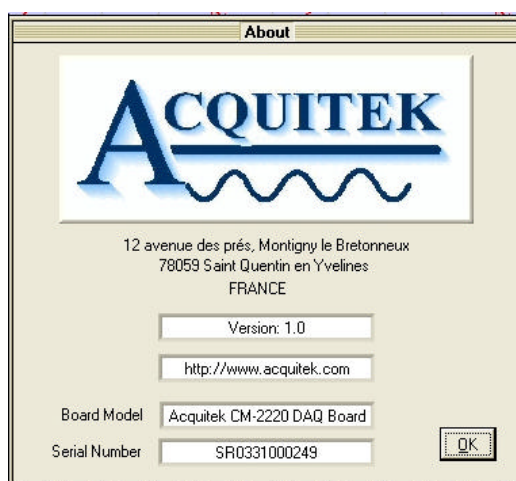 About
ACQUITEK
12 avenue des prés, Montigny le Bretonneux
78059 Saint Quentin en Yvelines
FRANCE
Version: 1.0
http://www.acquitek.com
Board Model Acquitek CM-2220 DAQ Board
Serial Number SR0331000249
OK